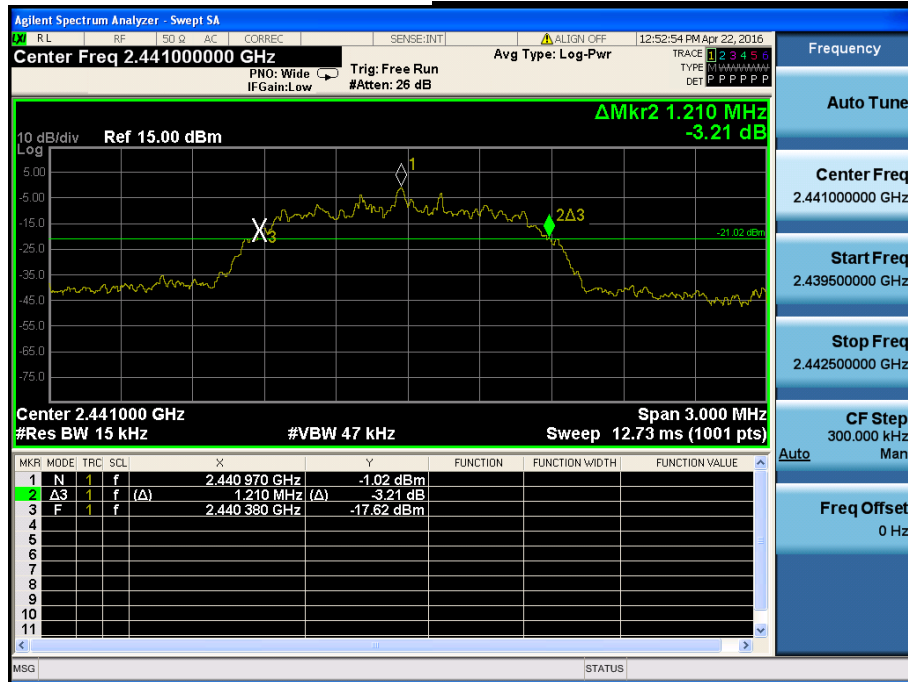 Agilent Spectrum Analyzer - Swept SA
LXI RL RF 50 Ω AC CORREC SENSE:INT ALIGN OFF 12:52:54 PM Apr 22, 2016
Center Freq 2.441000000 GHz
PNO: Wide
IFGain:Low
Trig: Free Run
#Atten: 26 dB
Avg Type: Log-Pwr
TRACE 1 2 3 4 5 6
TYPE M W W W W W
DET P P P P P P
ΔMkr2 1.210 MHz
-3.21 dB
10 dB/div Ref 15.00 dBm
Log
5.00
-5.00
-15.0
-25.0
-35.0
-45.0
-55.0
-65.0
-75.0
1
2Δ3
X3
-21.02 dBm
Center 2.441000 GHz Span 3.000 MHz
#Res BW 15 kHz #VBW 47 kHz Sweep 12.73 ms (1001 pts)
MKR MODE TRC SCL X Y FUNCTION FUNCTION WIDTH FUNCTION VALUE
1 N 1 f 2.440 970 GHz -1.02 dBm
2 Δ3 1 f (Δ) 1.210 MHz (Δ) -3.21 dB
3 F 1 f 2.440 380 GHz -17.62 dBm
4
5
6
7
8
9
10
11
MSG STATUS
Frequency
Auto Tune
Center Freq
2.441000000 GHz
Start Freq
2.439500000 GHz
Stop Freq
2.442500000 GHz
CF Step
300.000 kHz
Auto Man
Freq Offset
0 Hz